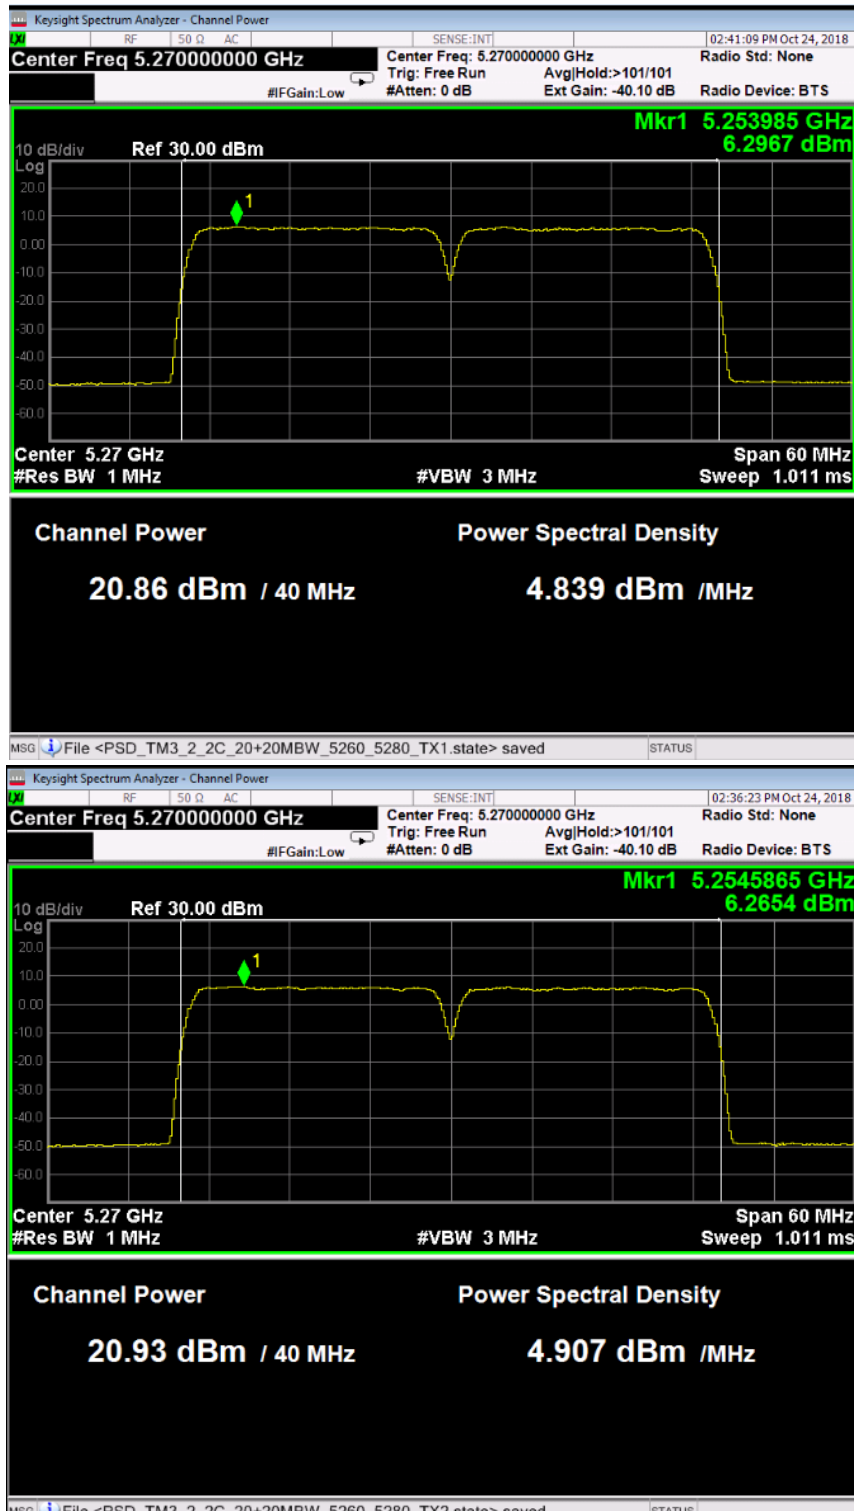 Keysight Spectrum Analyzer - Channel Power
LXI RF 50 Ω AC SENSE:INT 02:41:09 PM Oct 24, 2018
Center Freq 5.270000000 GHz Center Freq: 5.270000000 GHz Radio Std: None
Trig: Free Run Avg|Hold:>101/101
#IFGain:Low #Atten: 0 dB Ext Gain: -40.10 dB Radio Device: BTS
Mkr1 5.253985 GHz
10 dB/div Ref 30.00 dBm 6.2967 dBm
Log
20.0
1
10.0
0.00
-10.0
-20.0
-30.0
-40.0
-50.0
-60.0
Center 5.27 GHz Span 60 MHz
#Res BW 1 MHz #VBW 3 MHz Sweep 1.011 ms
Channel Power Power Spectral Density
20.86 dBm / 40 MHz 4.839 dBm /MHz
MSG File <PSD_TM3_2_2C_20+20MBW_5260_5280_TX1.state> saved STATUS
Keysight Spectrum Analyzer - Channel Power
LXI RF 50 Ω AC SENSE:INT 02:36:23 PM Oct 24, 2018
Center Freq 5.270000000 GHz Center Freq: 5.270000000 GHz Radio Std: None
Trig: Free Run Avg|Hold:>101/101
#IFGain:Low #Atten: 0 dB Ext Gain: -40.10 dB Radio Device: BTS
Mkr1 5.2545865 GHz
10 dB/div Ref 30.00 dBm 6.2654 dBm
Log
20.0
1
10.0
0.00
-10.0
-20.0
-30.0
-40.0
-50.0
-60.0
Center 5.27 GHz Span 60 MHz
#Res BW 1 MHz #VBW 3 MHz Sweep 1.011 ms
Channel Power Power Spectral Density
20.93 dBm / 40 MHz 4.907 dBm /MHz
MSG File <PSD_TM3_2_2C_20+20MBW_5260_5280_TX2.state> saved STATUS